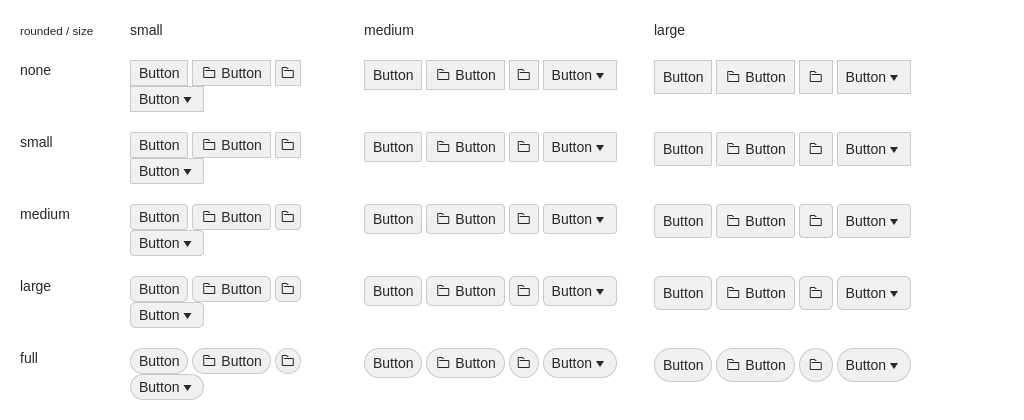 rounded / size small medium large
none Button Button Button Button Button Button Button Button
Button
small Button Button Button Button Button Button Button Button
Button
medium Button Button Button Button Button Button Button Button
Button
large Button Button Button Button Button Button Button Button
Button
full Button Button Button Button Button Button Button Button
Button